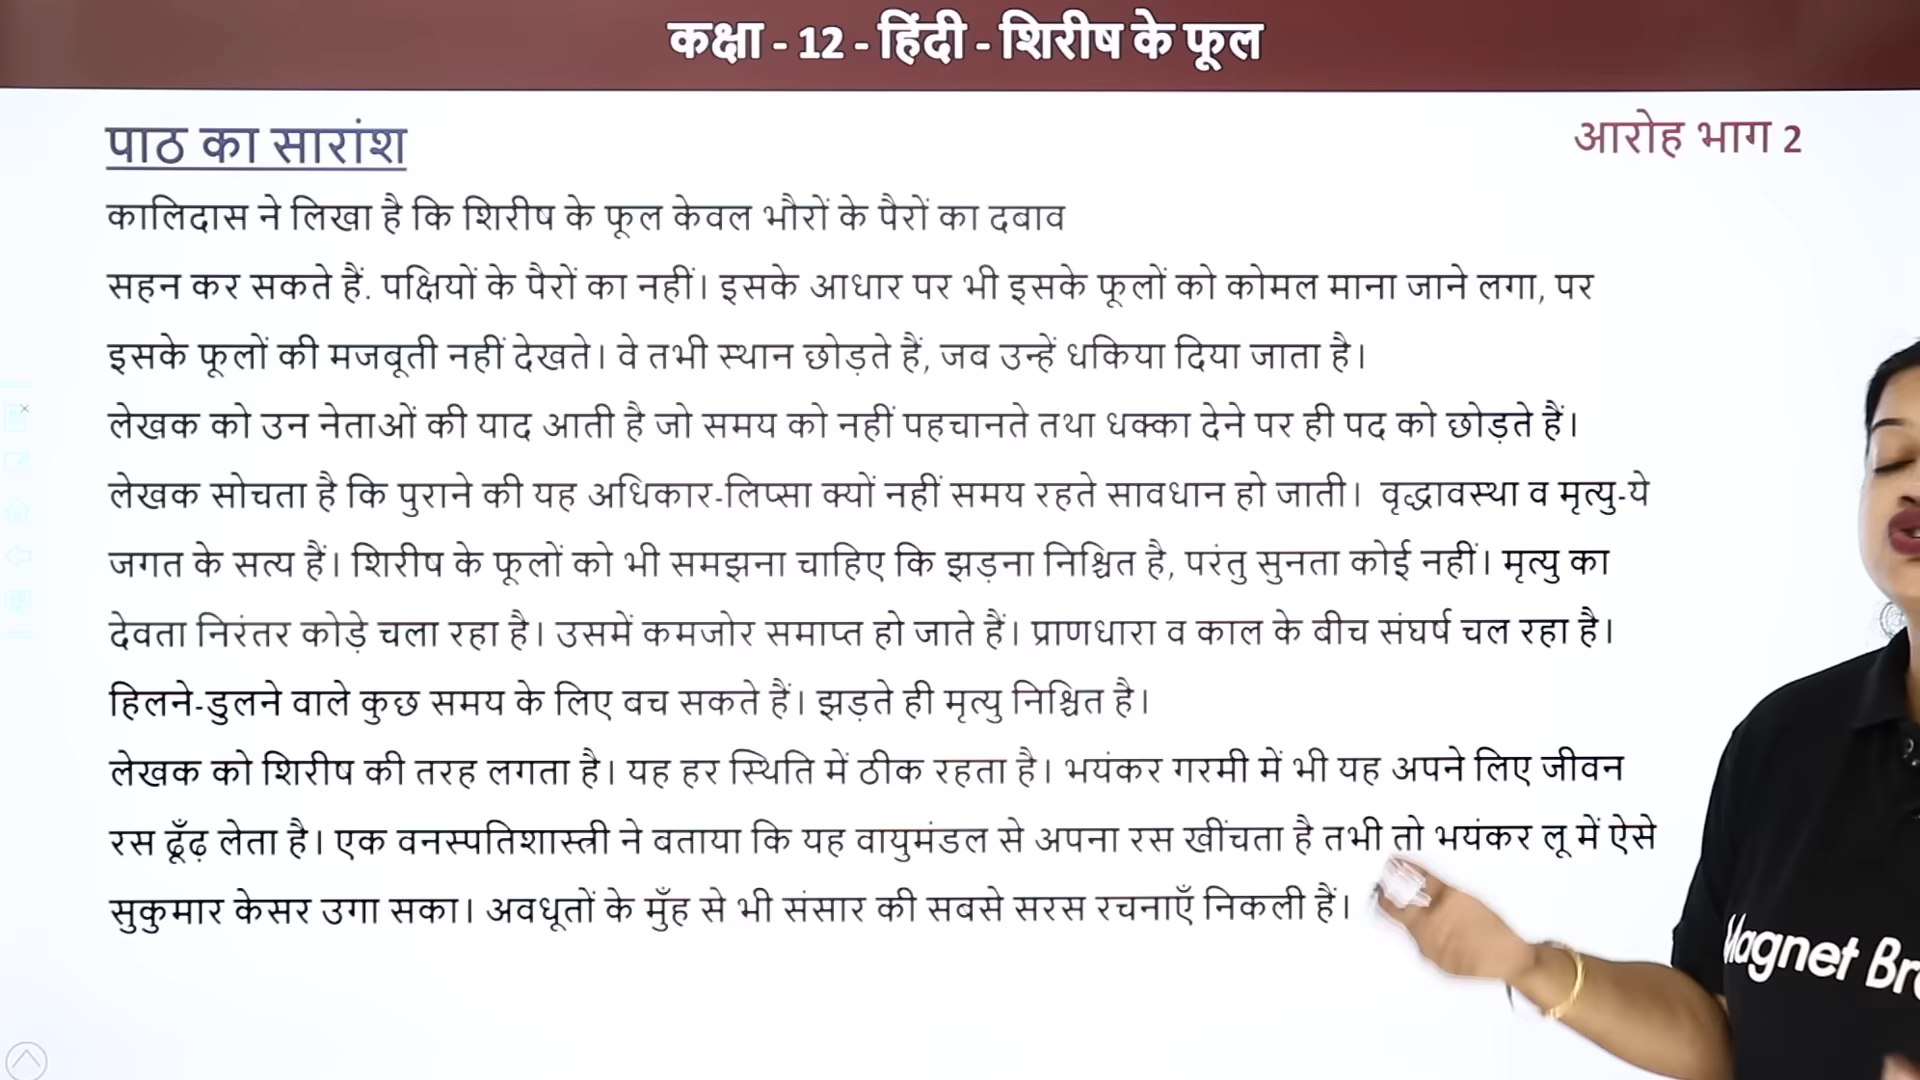 कक्षा - 12 - हिंदी - शिरीष के फूल
पाठ का सारांश
आरोह भाग 2
कालिदास ने लिखा है कि शिरीष के फूल केवल भौरों के पैरों का दबाव
सहन कर सकते हैं. पक्षियों के पैरों का नहीं। इसके आधार पर भी इसके फूलों को कोमल माना जाने लगा, पर
इसके फूलों की मजबूती नहीं देखते। वे तभी स्थान छोड़ते हैं, जब उन्हें धकिया दिया जाता है।
लेखक को उन नेताओं की याद आती है जो समय को नहीं पहचानते तथा धक्का देने पर ही पद को छोड़ते हैं।
लेखक सोचता है कि पुराने की यह अधिकार-लिप्सा क्यों नहीं समय रहते सावधान हो जाती। वृद्धावस्था व मृत्यु-ये
जगत के सत्य हैं। शिरीष के फूलों को भी समझना चाहिए कि झड़ना निश्चित है, परंतु सुनता कोई नहीं। मृत्यु का
देवता निरंतर कोड़े चला रहा है। उसमें कमजोर समाप्त हो जाते हैं। प्राणधारा व काल के बीच संघर्ष चल रहा है।
हिलने-डुलने वाले कुछ समय के लिए बच सकते हैं। झड़ते ही मृत्यु निश्चित है।
लेखक को शिरीष की तरह लगता है। यह हर स्थिति में ठीक रहता है। भयंकर गरमी में भी यह अपने लिए जीवन
रस ढूँढ़ लेता है। एक वनस्पतिशास्त्री ने बताया कि यह वायुमंडल से अपना रस खींचता है तभी तो भयंकर लू में ऐसे
सुकुमार केसर उगा सका। अवधूतों के मुँह से भी संसार की सबसे सरस रचनाएँ निकली हैं।
Magnet